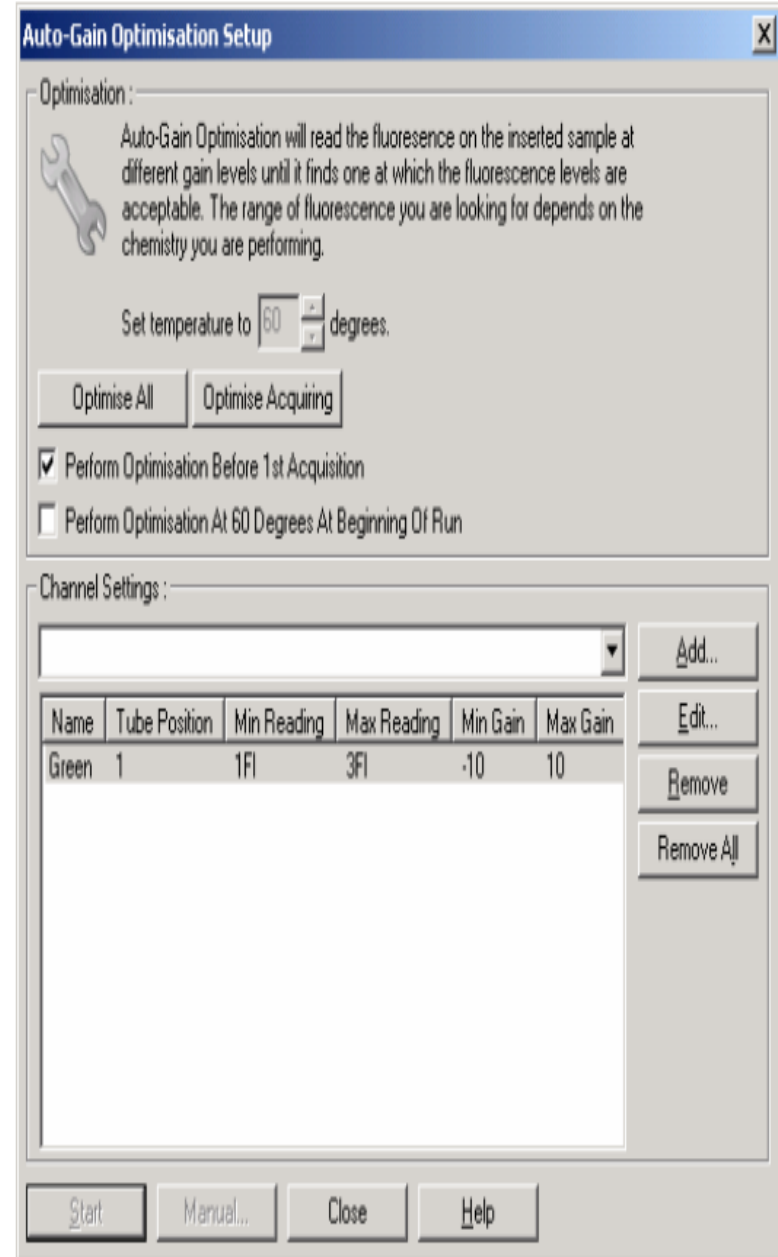 Auto-Gain Optimisation Setup
Optimisation :
Auto-Gain Optimisation will read the fluoresence on the inserted sample at
different gain levels until it finds one at which the fluorescence levels are
acceptable. The range of fluorescence you are looking for depends on the
chemistry you are performing.
Set temperature to 60 degrees.
Optimise All Optimise Acquiring
Perform Optimisation Before 1st Acquisition
Perform Optimisation At 60 Degrees At Beginning Of Run
Channel Settings :
Add...
Edit...
Remove
Remove All
Name Tube Position Min Reading Max Reading Min Gain Max Gain
Green 1 1Fl 3Fl -10 10
Start Manual... Close Help